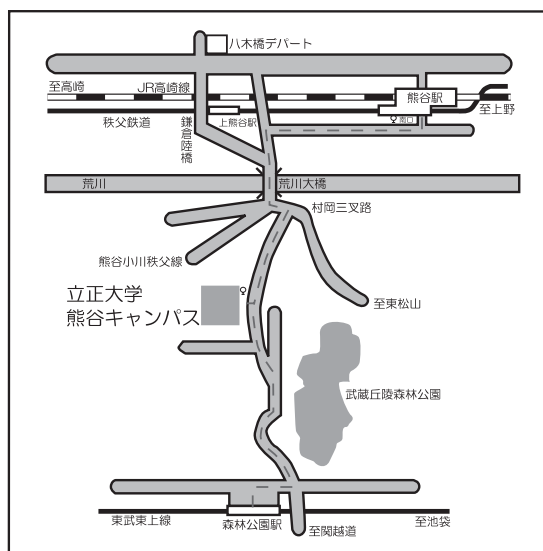 八木橋デパート
至高崎
JR高崎線
熊谷駅
至上野
秩父鉄道
鎌倉陸橋
上熊谷駅
南口
荒川
荒川大橋
村岡三叉路
熊谷小川秩父線
至東松山
立正大学
熊谷キャンパス
武蔵丘陵森林公園
東武東上線
森林公園駅
至関越道
至池袋